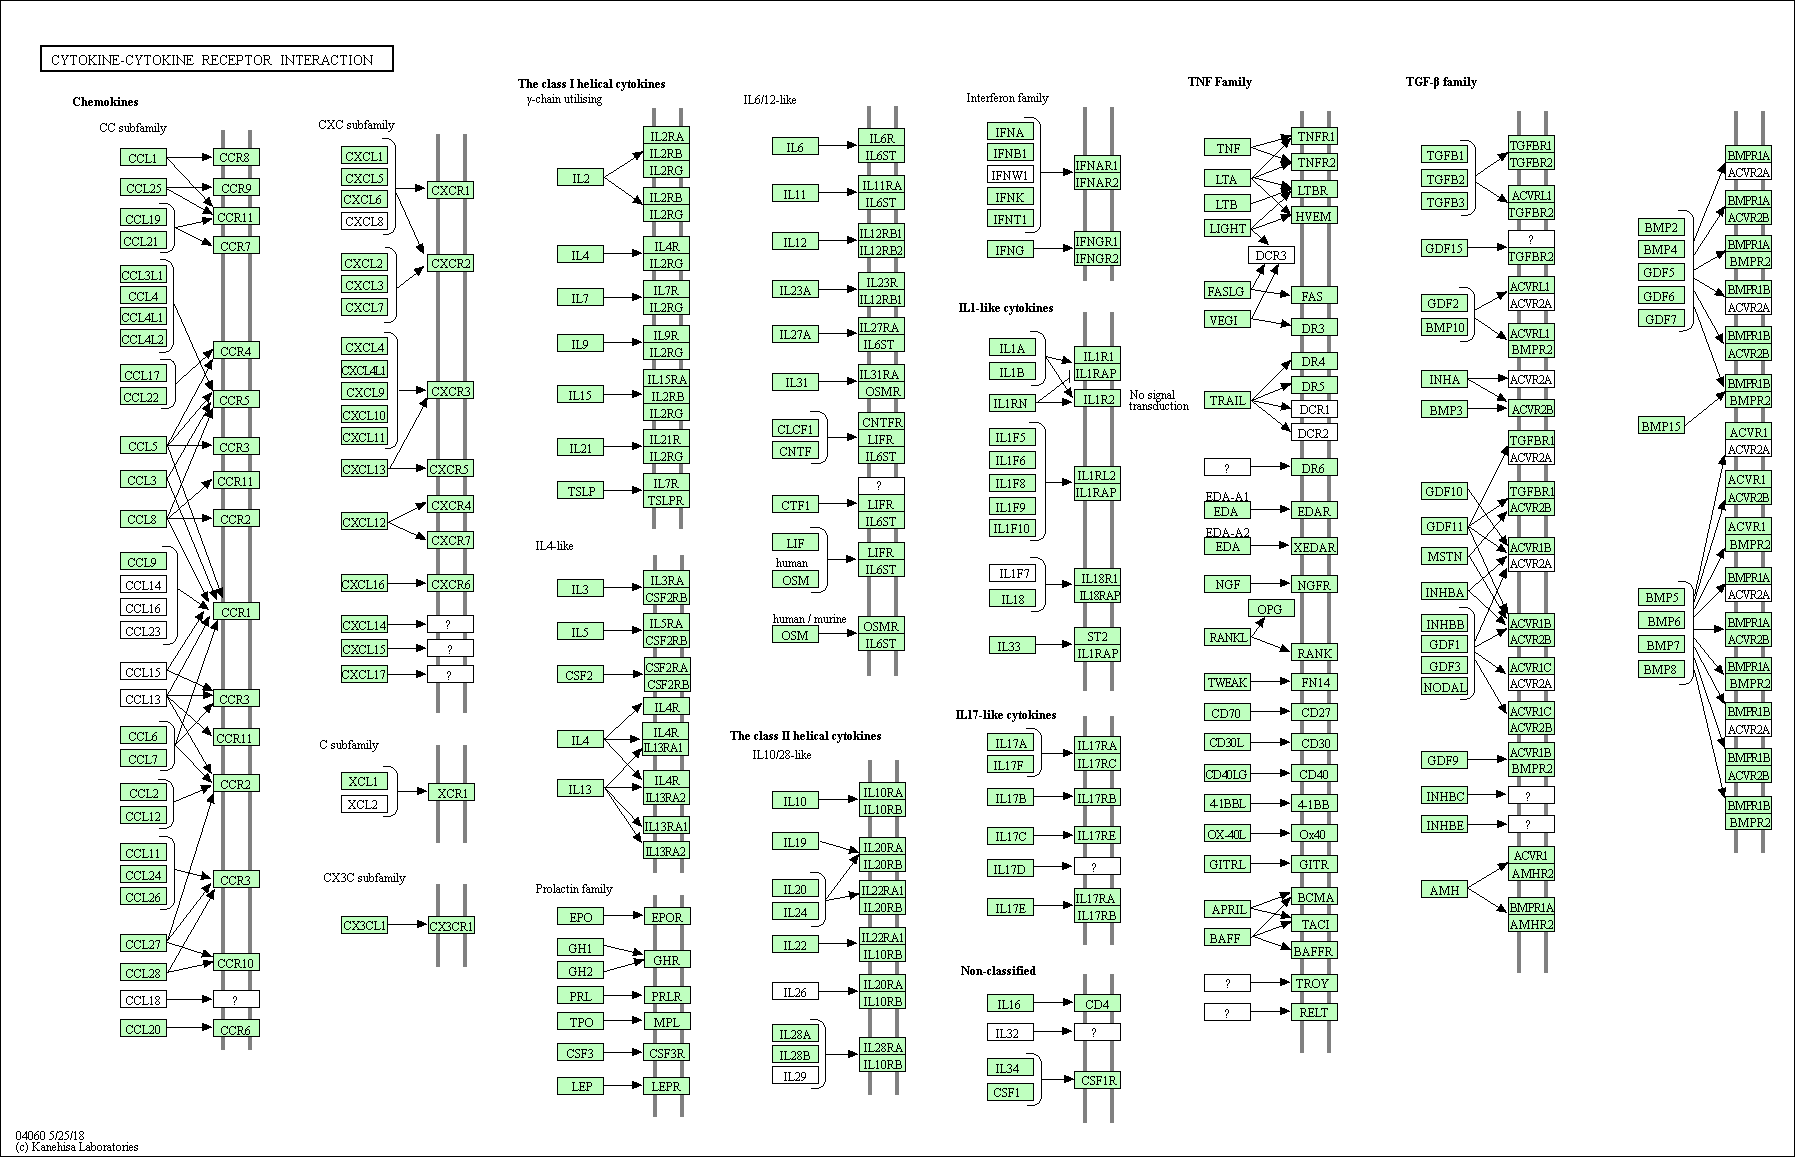 CYTOKINE-CYTOKINE RECEPTOR INTERACTION
Chemokines
CC subfamily
CCL1
CCL25
CCL19
CCL21
CCL3L1
CCL4
CCL4L1
CCL4L2
CCL17
CCL22
CCL5
CCL3
CCL8
CCL9
CCL14
CCL16
CCL23
CCL15
CCL13
CCL6
CCL7
CCL2
CCL12
CCL11
CCL24
CCL26
CCL27
CCL28
CCL18
CCL20
CCR8
CCR9
CCR11
CCR7
CCR4
CCR5
CCR3
CCR11
CCR2
CCR1
CCR3
CCR11
CCR2
CCR3
CCR10
?
CCR6
CXC subfamily
CXCL1
CXCL5
CXCL6
CXCL8
CXCL2
CXCL3
CXCL7
CXCL4
CXCL4L1
CXCL9
CXCL10
CXCL11
CXCL13
CXCL12
CXCL16
CXCL14
CXCL15
CXCL17
CXCR1
CXCR2
CXCR3
CXCR5
CXCR4
CXCR7
CXCR6
?
?
?
C subfamily
XCL1
XCL2
XCR1
CX3C subfamily
CX3CL1
CX3CR1
The class I helical cytokines
γ-chain utilising
IL2
IL4
IL7
IL9
IL15
IL21
TSLP
IL2RA
IL2RB
IL2RG
IL2RB
IL2RG
IL4R
IL2RG
IL7R
IL2RG
IL9R
IL2RG
IL15RA
IL2RB
IL2RG
IL21R
IL2RG
IL7R
TSLPR
IL4-like
IL3
IL5
CSF2
IL4
IL13
IL3RA
CSF2RB
IL5RA
CSF2RB
CSF2RA
CSF2RB
IL4R
IL4R
IL13RA1
IL4R
IL13RA2
IL13RA1
IL13RA2
Prolactin family
EPO
GH1
GH2
PRL
TPO
CSF3
LEP
EPOR
GHR
PRLR
MPL
CSF3R
LEPR
IL6/12-like
IL6
IL11
IL12
IL23A
IL27A
IL31
CLCF1
CNTF
CTF1
LIF
human
OSM
human / murine
OSM
IL6R
IL6ST
IL11RA
IL6ST
IL12RB1
IL12RB2
IL23R
IL12RB1
IL27RA
IL6ST
IL31RA
OSMR
CNTFR
LIFR
IL6ST
?
LIFR
IL6ST
LIFR
IL6ST
OSMR
IL6ST
The class II helical cytokines
IL10/28-like
IL10
IL19
IL20
IL24
IL22
IL26
IL28A
IL28B
IL29
IL10RA
IL10RB
IL20RA
IL20RB
IL22RA1
IL20RB
IL22RA1
IL10RB
IL20RA
IL10RB
IL28RA
IL10RB
Interferon family
IFNA
IFNB1
IFNW1
IFNK
IFNT1
IFNG
IFNAR1
IFNAR2
IFNGR1
IFNGR2
IL1-like cytokines
IL1A
IL1B
IL1RN
IL1F5
IL1F6
IL1F8
IL1F9
IL1F10
IL1F7
IL18
IL33
IL1R1
IL1RAP
IL1R2
No signal
transduction
IL1RL2
IL1RAP
IL18R1
IL18RAP
ST2
IL1RAP
IL17-like cytokines
IL17A
IL17F
IL17B
IL17C
IL17D
IL17E
IL17RA
IL17RC
IL17RB
IL17RE
?
IL17RA
IL17RB
Non-classified
IL16
IL32
IL34
CSF1
CD4
?
CSF1R
TNF Family
TNF
LTA
LTB
LIGHT
DCR3
FASLG
VEGI
TRAIL
?
EDA-A1
EDA
EDA-A2
EDA
NGF
OPG
RANKL
TWEAK
CD70
CD30L
CD40LG
4-1BBL
OX-40L
GITRL
APRIL
BAFF
?
?
TNFR1
TNFR2
LTBR
HVEM
FAS
DR3
DR4
DR5
DCR1
DCR2
DR6
EDAR
XEDAR
NGFR
RANK
FN14
CD27
CD30
CD40
4-1BB
Ox40
GITR
BCMA
TACI
BAFFR
TROY
RELT
TGF-β family
TGFB1
TGFB2
TGFB3
GDF15
GDF2
BMP10
INHA
BMP3
GDF10
GDF11
MSTN
INHBA
INHBB
GDF1
GDF3
NODAL
GDF9
INHBC
INHBE
AMH
TGFBR1
TGFBR2
ACVRL1
TGFBR2
?
TGFBR2
ACVRL1
ACVR2A
ACVRL1
BMPR2
ACVR2A
ACVR2B
TGFBR1
ACVR2A
TGFBR1
ACVR2B
ACVR1B
ACVR2A
ACVR1B
ACVR2B
ACVR1C
ACVR2A
ACVR1C
ACVR2B
ACVR1B
BMPR2
?
?
ACVR1
AMHR2
BMPR1A
AMHR2
BMP2
BMP4
GDF5
GDF6
GDF7
BMP15
BMP5
BMP6
BMP7
BMP8
BMPR1A
ACVR2A
BMPR1A
ACVR2B
BMPR1A
BMPR2
BMPR1B
ACVR2A
BMPR1B
ACVR2B
BMPR1B
BMPR2
ACVR1
ACVR2A
ACVR1
ACVR2B
ACVR1
BMPR2
BMPR1A
ACVR2A
BMPR1A
ACVR2B
BMPR1A
BMPR2
BMPR1B
ACVR2A
BMPR1B
ACVR2B
BMPR1B
BMPR2
04060 5/25/18
(c) Kanehisa Laboratories